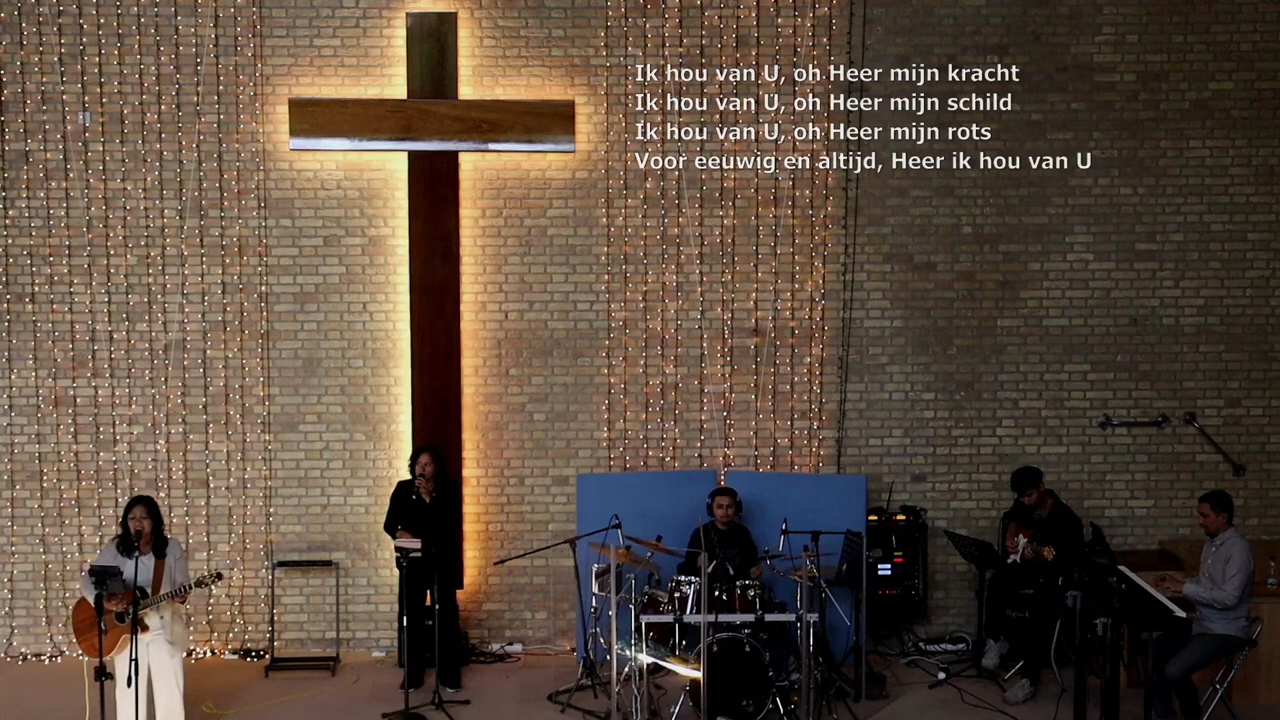 Ik hou van U, oh Heer mijn kracht
Ik hou van U, oh Heer mijn schild
Ik hou van U, oh Heer mijn rots
Voor eeuwig en altijd, Heer ik hou van U